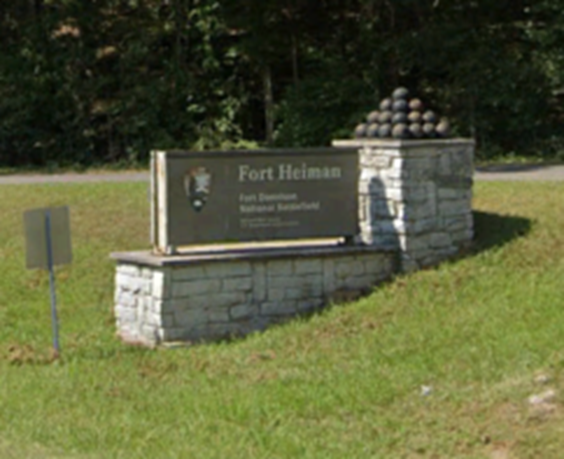 Fort Heiman
Fort Donelson
National Battlefield